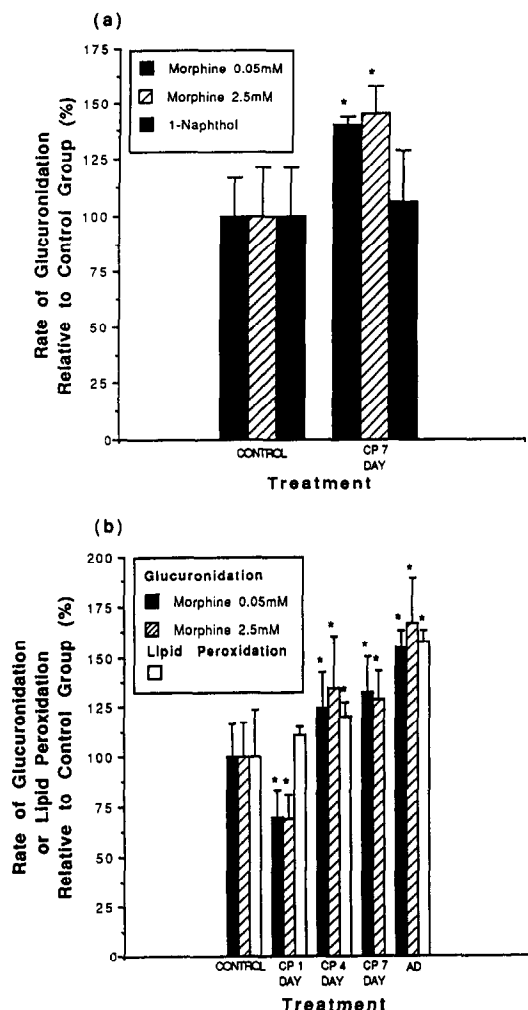 (a)
Rate of Glucuronidation
Relative to Control Group (%)
175
150
125
100
75
50
25
0
Morphine 0.05mM
Morphine 2.5mM
1-Naphthol
* *
CONTROL
CP 7
DAY
Treatment
(b)
Rate of Glucuronidation
or Lipid Peroxidation
Relative to Control Group (%)
200
175
150
125
100
75
50
25
0
Glucuronidation
Morphine 0.05mM
Morphine 2.5mM
Lipid Peroxidation
* *
* * *
* *
* * *
CONTROL
CP 1
DAY
CP 4
DAY
CP 7
DAY
AD
Treatment